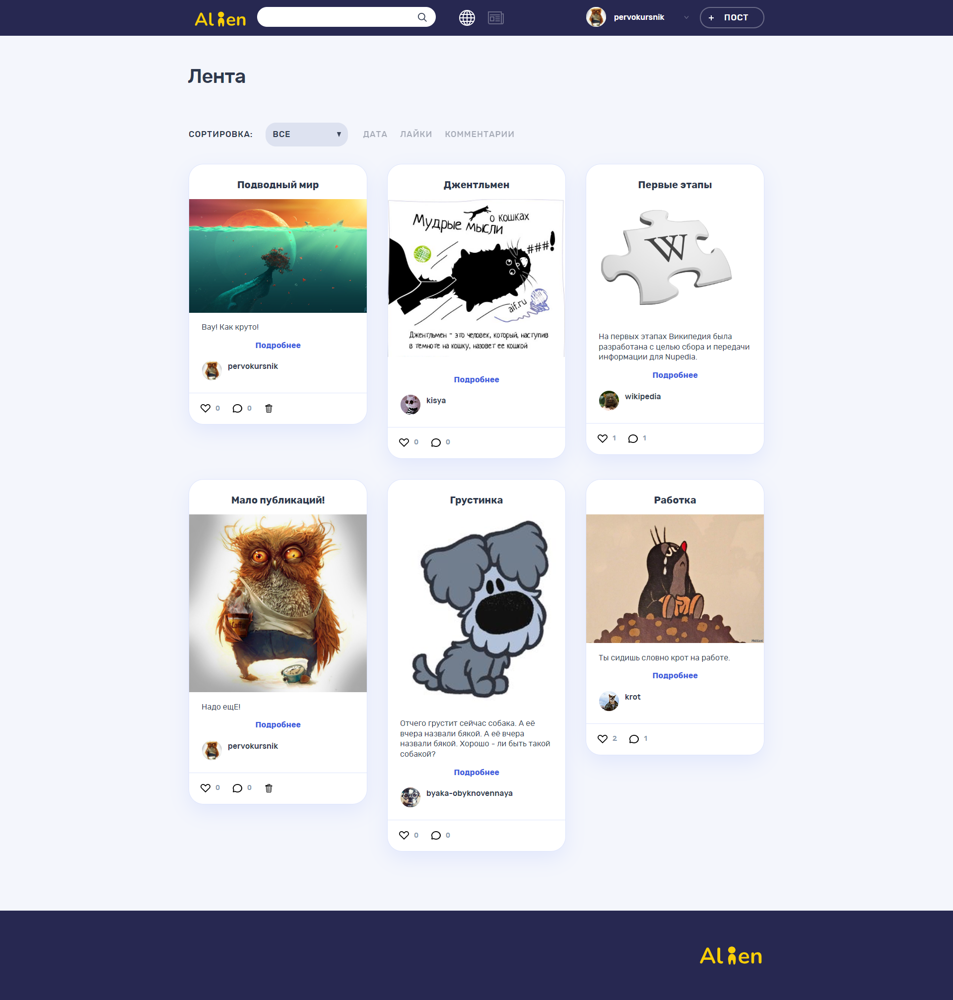 Al en
pervokursnik
+ ПОСТ
Лента
СОРТИРОВКА: ВСЕ ▼ ДАТА ЛАЙКИ КОММЕНТАРИИ
Подводный мир
Вау! Как круто!
Подробнее
pervokursnik
0 0
Джентльмен
Мудрые мысли
о кошках
###!
aif.ru
Джентльмен - это человек, который, наступив
в темноте на кошку, назовет ее кошкой
Подробнее
kisya
0 0
Первые этапы
W
На первых этапах Википедия была
разработана с целью сбора и передачи
информации для Nupedia.
Подробнее
wikipedia
1 1
Мало публикаций!
Надо ещЕ!
Подробнее
pervokursnik
0 0
Грустинка
Отчего грустит сейчас собака. А её
вчера назвали бякой. А её вчера
назвали бякой. Хорошо - ли быть такой
собакой?
Подробнее
byaka-obyknovennaya
0 0
Работка
Ты сидишь словно крот на работе.
Подробнее
krot
2 1
Al en